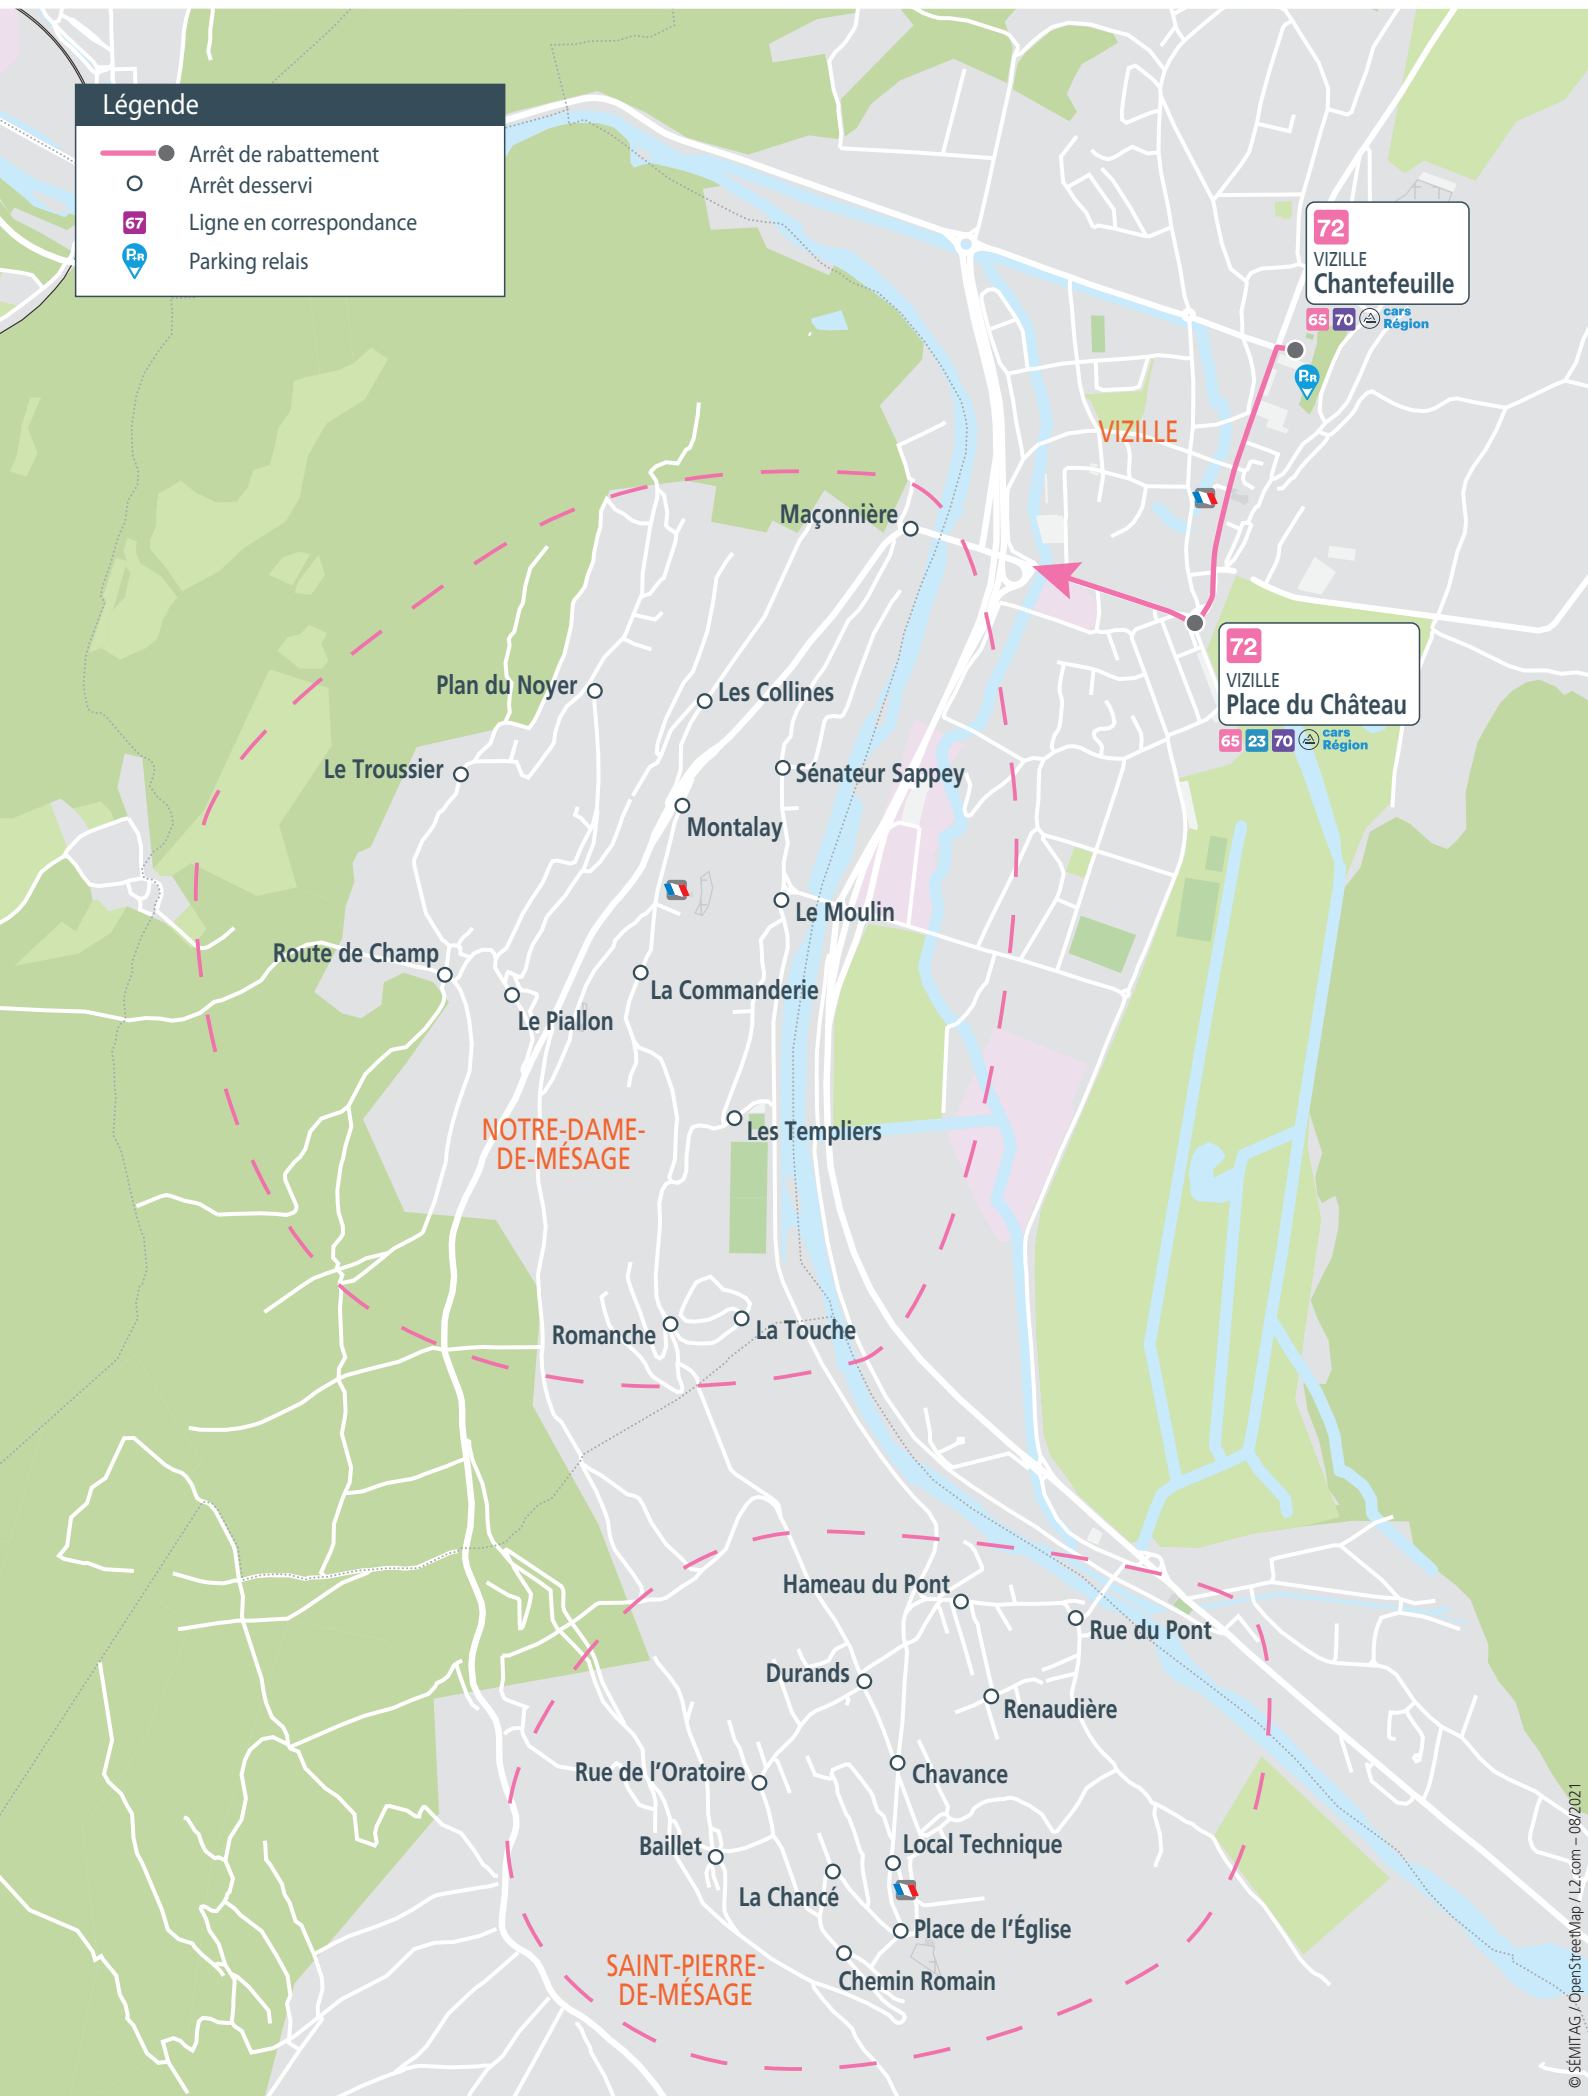 Légende
Arrêt de rabattement
Arrêt desservi
67 Ligne en correspondance
P+R Parking relais
72
VIZILLE
Chantefeuille
65 70 cars Région
P+R
VIZILLE
Maçonnière
72
VIZILLE
Place du Château
65 23 70 cars Région
Plan du Noyer
Les Collines
Le Troussier
Sénateur Sappey
Montalay
Le Moulin
Route de Champ
La Commanderie
Le Piallon
NOTRE-DAME-
DE-MÉSAGE
Les Templiers
Romanche
La Touche
Hameau du Pont
Rue du Pont
Durands
Renaudière
Rue de l'Oratoire
Chavance
Baillet
Local Technique
La Chancé
Place de l'Église
SAINT-PIERRE-
DE-MÉSAGE
Chemin Romain
© SÉMITAG / OpenStreetMap / L2.com – 08/2021